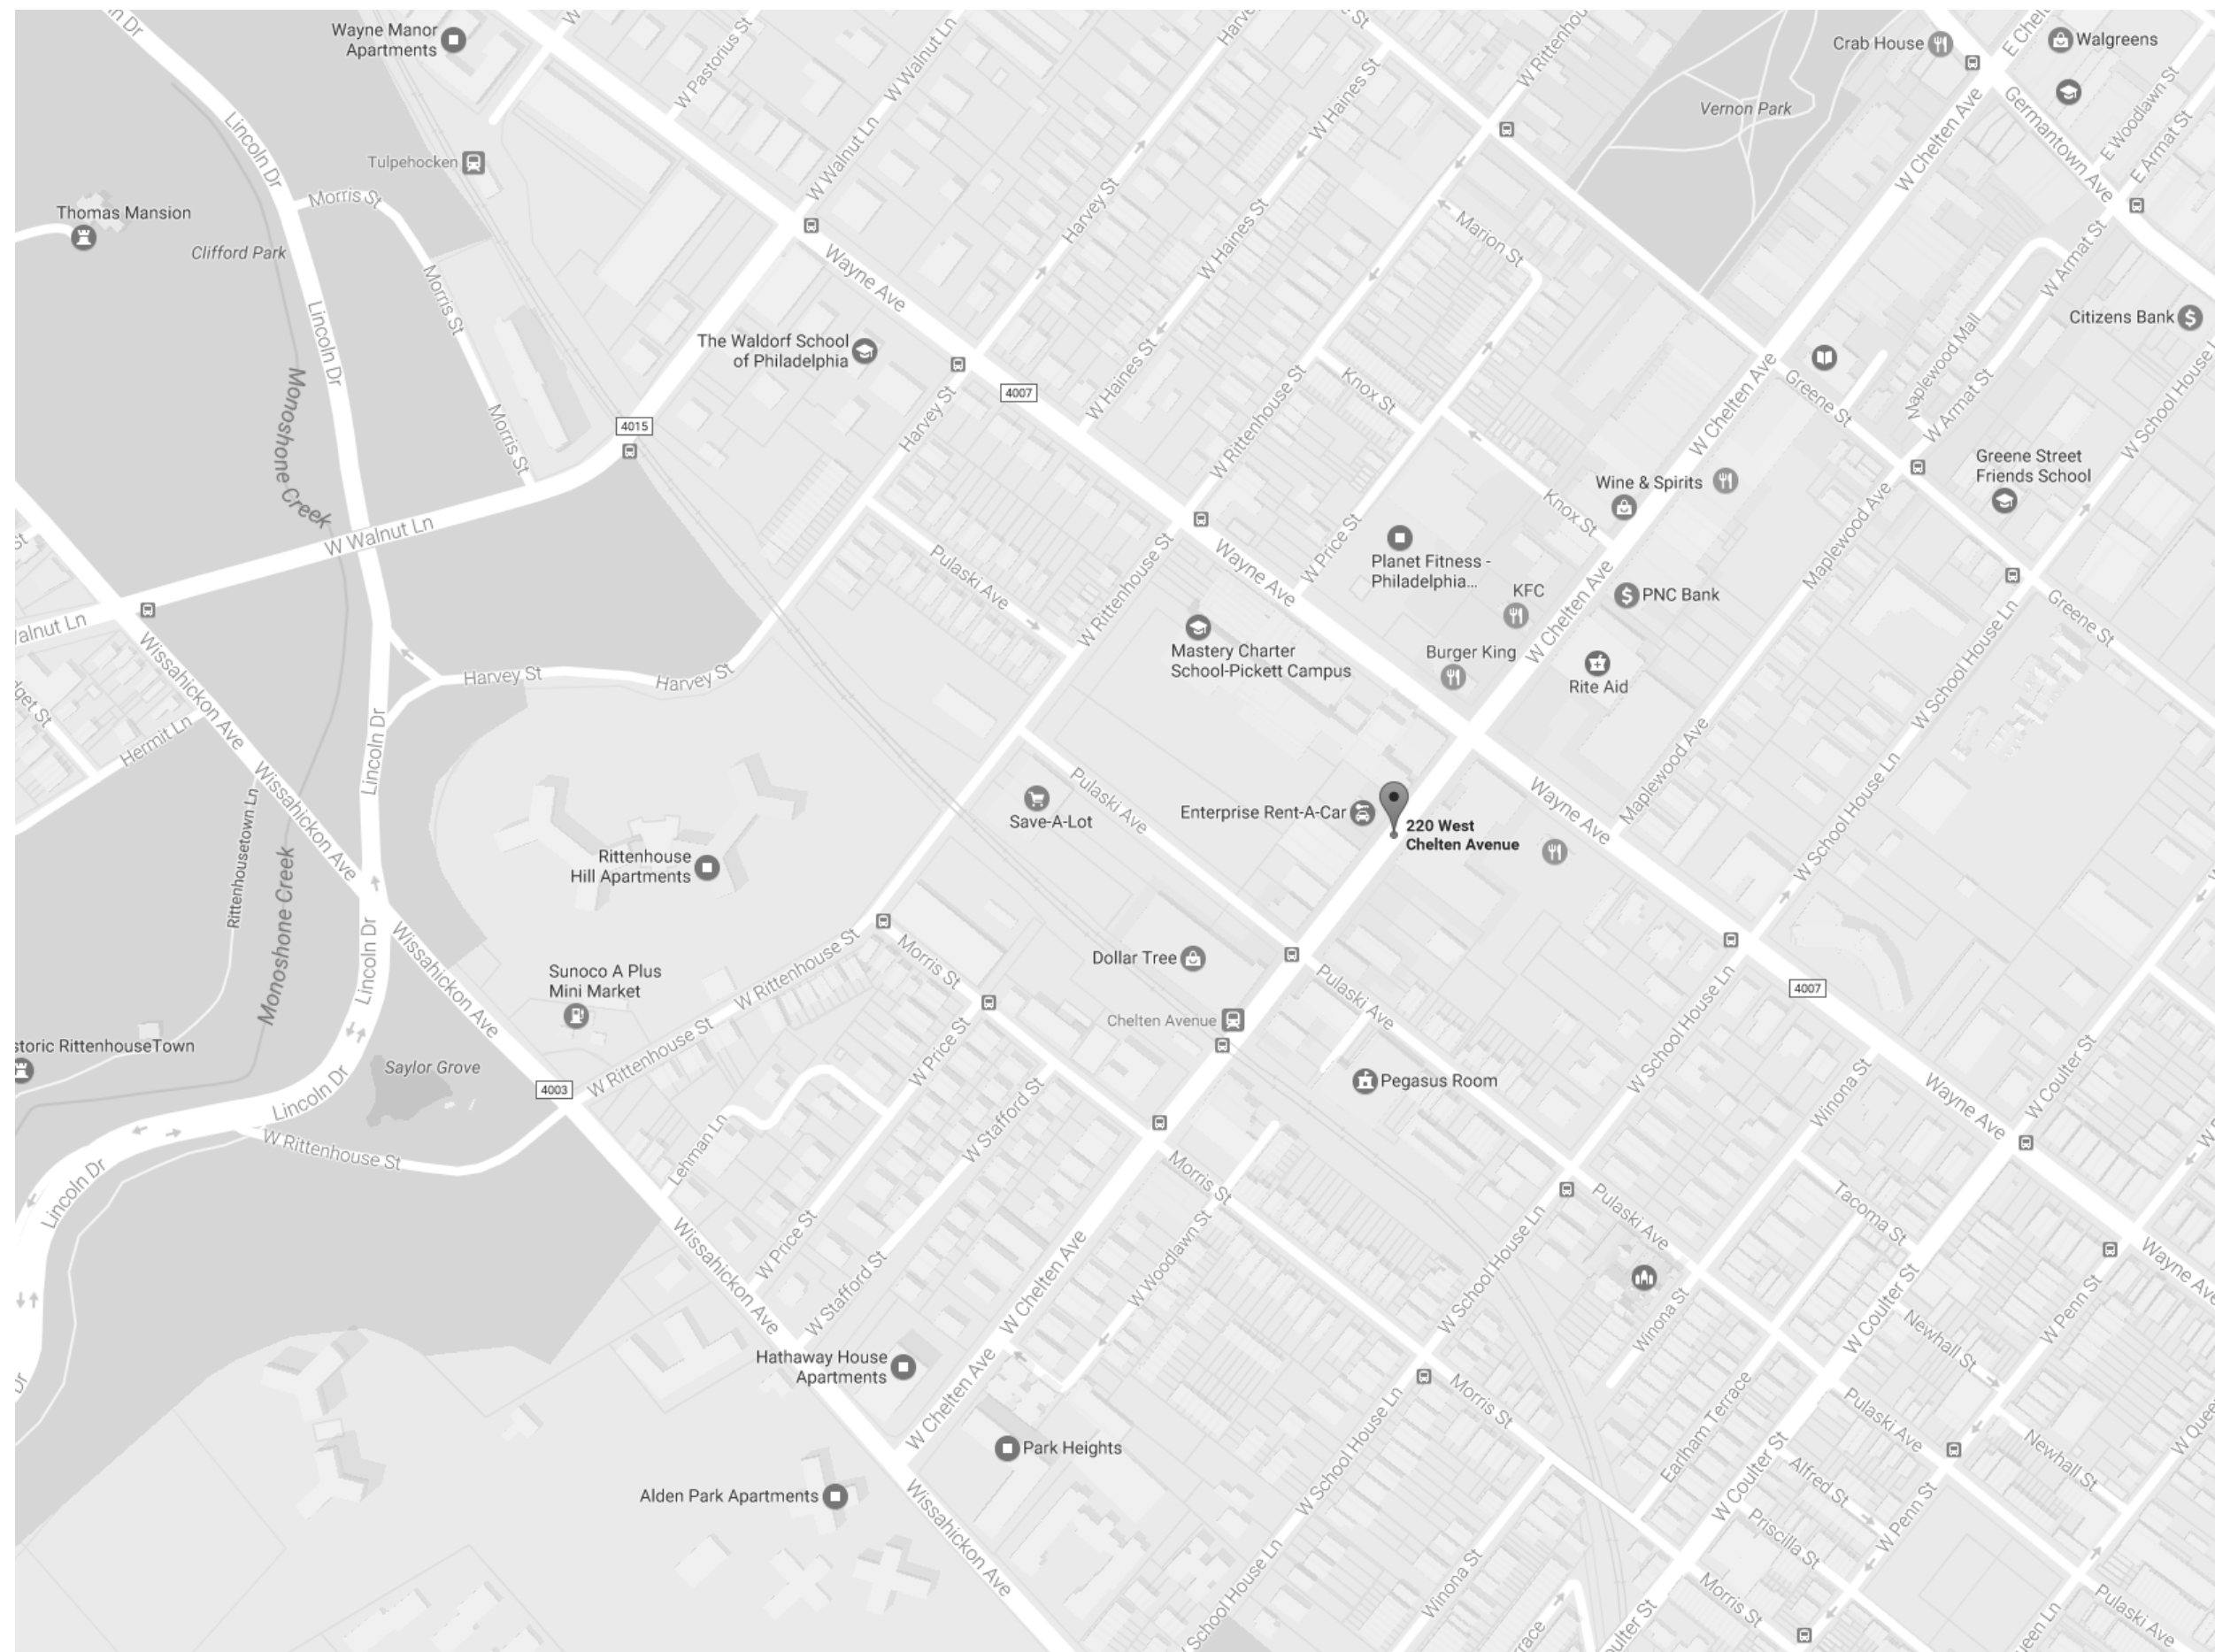 Wayne Manor
Apartments
W Pastorius St
W Walnut Ln
W Haines St
Crab House
Walgreens
Vernon Park
W Chelten Ave
Germantown Ave
E Woodlawn St
E Armat St
Lincoln Dr
Tulpehocken
Morris St
W Walnut Ln
Harvey St
W Haines St
Marion St
Thomas Mansion
Clifford Park
Wayne Ave
W Armat St
Morris St
Lincoln Dr
Citizens Bank
The Waldorf School
of Philadelphia
4007
W Haines St
Knox St
W Rittenhouse St
W Chelten Ave
Greene St
Maplewood Mall
W Armat St
Monoshone Creek
Morris St
4015
Harvey St
Greene Street
Friends School
Wine & Spirits
Knox St
Maplewood Ave
W Walnut Ln
Pulaski Ave
W Rittenhouse St
Wayne Ave
W Price St
Planet Fitness -
Philadelphia...
KFC
PNC Bank
W Chelten Ave
Greene St
W School House Ln
Wissahickon Ave
Harvey St
Harvey St
Mastery Charter
School-Pickett Campus
Burger King
Rite Aid
Hermit Ln
Lincoln Dr
Wissahickon Ave
Maplewood Ave
Save-A-Lot
Pulaski Ave
Enterprise Rent-A-Car
220 West
Chelten Avenue
Wayne Ave
W School House Ln
Rittenhousetown Ln
Monoshone Creek
Rittenhouse
Hill Apartments
Lincoln Dr
Wissahickon Ave
W Rittenhouse St
Morris St
Dollar Tree
Pulaski Ave
Sunoco A Plus
Mini Market
4007
W School House Ln
Chelten Avenue
storic RittenhouseTown
Saylor Grove
4003
W Rittenhouse St
W Price St
Pegasus Room
Winona St
Wayne Ave
W Coulter St
Lincoln Dr
W Rittenhouse St
Lehman Ln
W Stafford St
Morris St
Lincoln Dr
Pulaski Ave
Tacoma St
Wissahickon Ave
W Price St
W Stafford St
W Chelten Ave
W Woodlawn St
W School House Ln
Winona St
W Coulter St
Newhall St
W Penn St
Wayne Ave
Hathaway House
Apartments
W Chelten Ave
Morris St
Earlham Terrace
Pulaski Ave
Park Heights
Alden Park Apartments
W School House Ln
W Coulter St
Alfred St
Newhall St
Priscilla St
W Penn St
Wissahickon Ave
School House Ln
Winona St
Morris St
Pulaski Ave